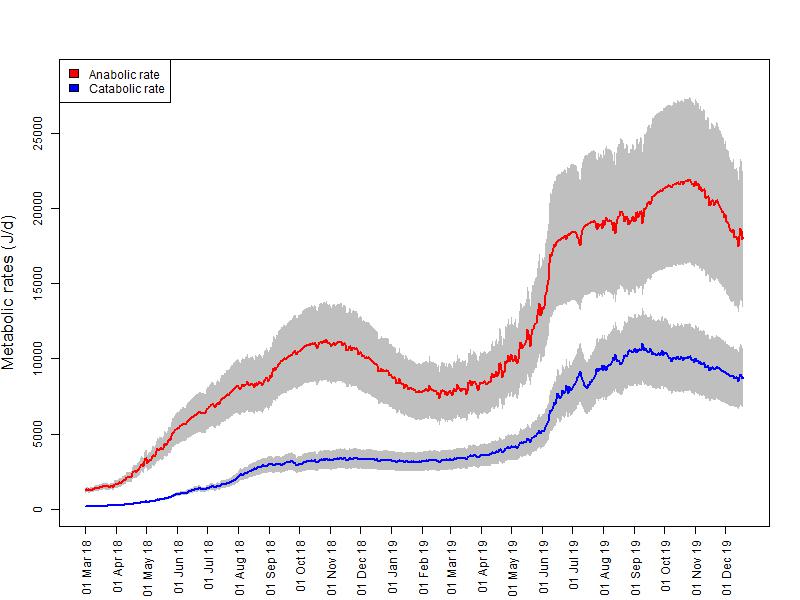 Anabolic rate
Catabolic rate
Metabolic rates (J/d)
25000
20000
15000
10000
5000
0
01 Mar 18
01 Apr 18
01 May 18
01 Jun 18
01 Jul 18
01 Aug 18
01 Sep 18
01 Oct 18
01 Nov 18
01 Dec 18
01 Jan 19
01 Feb 19
01 Mar 19
01 Apr 19
01 May 19
01 Jun 19
01 Jul 19
01 Aug 19
01 Sep 19
01 Oct 19
01 Nov 19
01 Dec 19